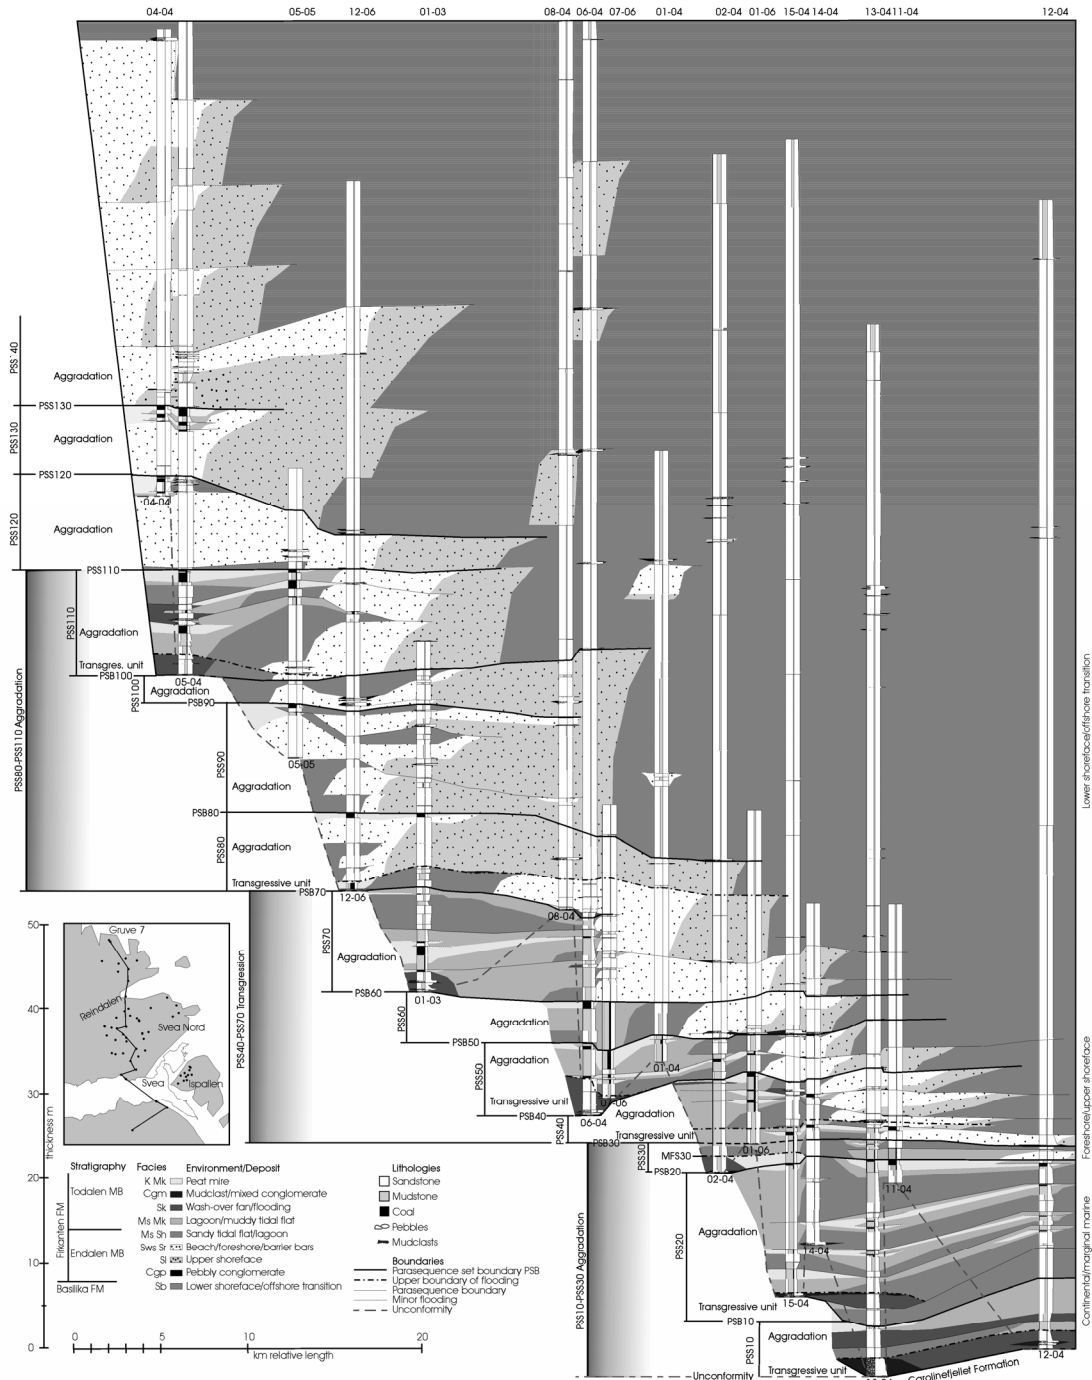 04-04
05-05
12-06
01-03
08-04
06-04
07-06
01-04
02-04
01-06
15-04
14-04
13-04
11-04
12-04
PSS140
Aggradation
PSS130
PSS130
Aggradation
PSS120
04-04
PSS120
Aggradation
PSS110
PSS110
Aggradation
Transgres. unit
PSB100
05-04
PSS100
Aggradation
PSB90
PSS80-PSS110 Aggradation
PSS90
05-05
Aggradation
PSB80
PSS80
Aggradation
Transgressive unit
PSB70
12-06
08-04
PSS70
Aggradation
PSB60
01-03
PSS40-PSS70 Transgression
PSS60
Aggradation
PSB50
PSS50
Aggradation
01-04
Transgressive unit
07-06
PSB40
06-04
PSS40
Aggradation
Transgressive unit
PSB30
01-06
PSS30
MFS30
PSB20
02-04
11-04
PSS10-PSS30 Aggradation
PSS20
Aggradation
14-04
Transgressive unit
15-04
PSB10
PSS10
Aggradation
Transgressive unit
12-04
Unconformity
Carolinefjellet Formation
Lower shoreface/offshore transition
Foreshore/upper shoreface
Continental/marginal marine
Gruve 7
Reindalen
Svea Nord
Svea
Ispallen
50
40
30
20
10
0
thickness m
Stratigraphy
Facies
Environment/Deposit
Firkanten FM
Todalen MB
Endalen MB
Basilika FM
K Mk Peat mire
Cgm Mudclast/mixed conglomerate
Sk Wash-over fan/flooding
Ms Mk Lagoon/muddy tidal flat
Ms Sh Sandy tidal flat/lagoon
Sws Sr Beach/foreshore/barrier bars
Sl Upper shoreface
Cgp Pebbly conglomerate
Sb Lower shoreface/offshore transition
Lithologies
Sandstone
Mudstone
Coal
Pebbles
Mudclasts
Boundaries
Parasequence set boundary PSB
Upper boundary of flooding
Parasequence boundary
Minor flooding
Unconformity
0 5 10 20
km relative length